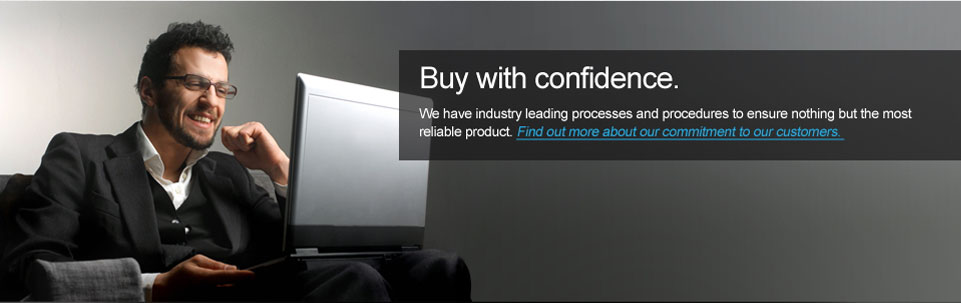 Buy with confidence.
We have industry leading processes and procedures to ensure nothing but the most
reliable product. Find out more about our commitment to our customers.